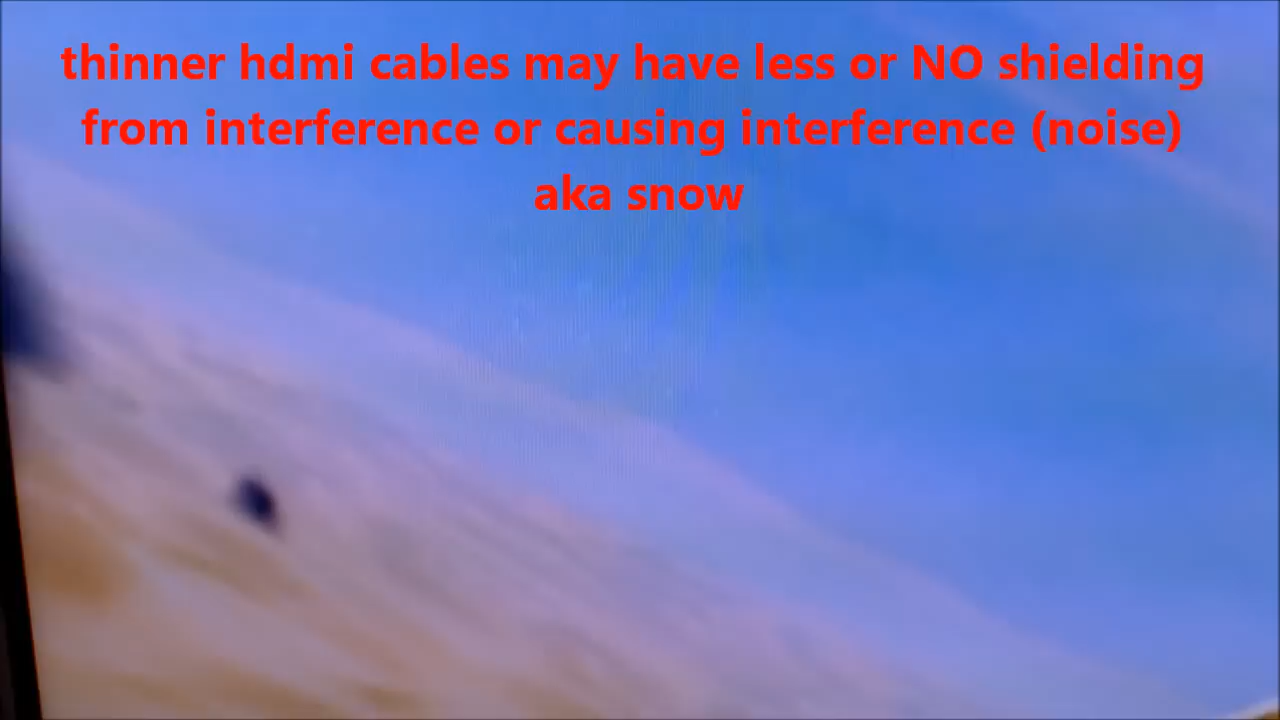 thinner hdmi cables may have less or NO shielding
from interference or causing interference (noise)
aka snow